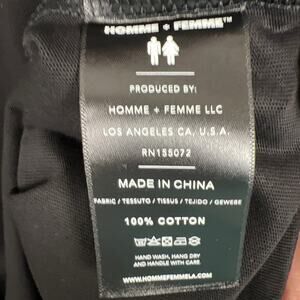 HOMME + FEMME™
PRODUCED BY:
HOMME + FEMME LLC
LOS ANGELES CA, U.S.A.
RN155072
MADE IN CHINA
FABRIC / TESSUTO / TISSUS / TEJIDO / GEWEBE
100% COTTON
HAND WASH, HANG DRY
AND HANDLE WITH CARE.
WWW.HOMMEFEMMELA.COM